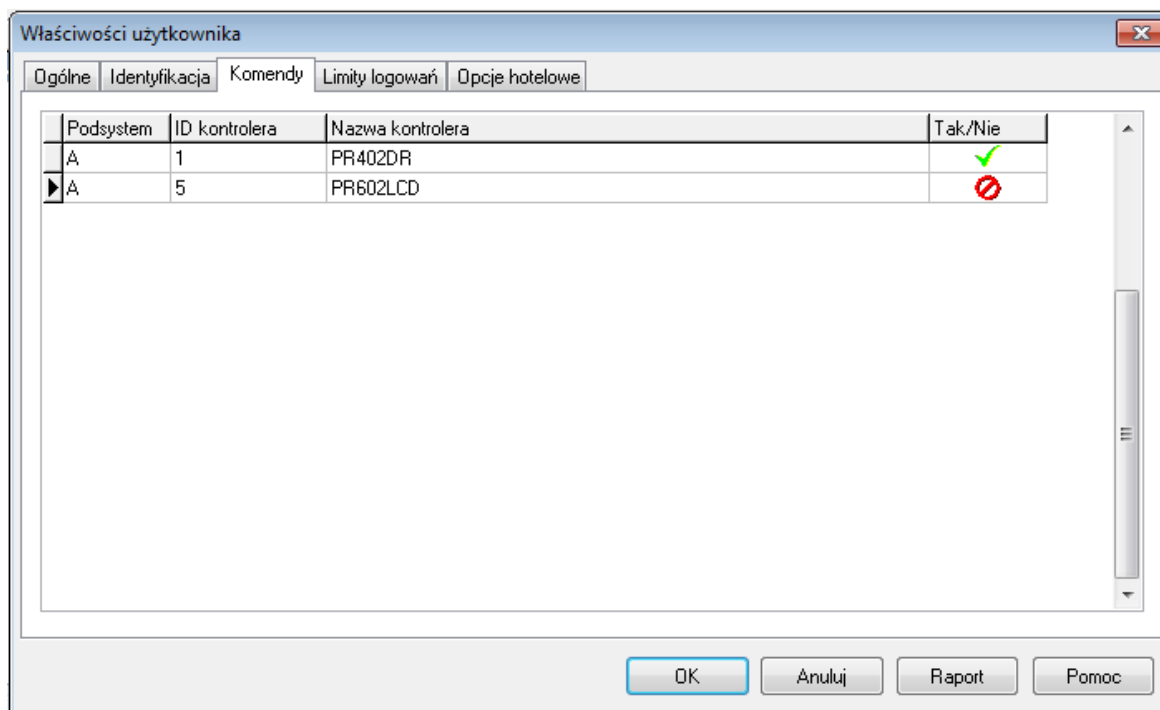 Właściwości użytkownika
Ogólne Identyfikacja Komendy Limity logowań Opcje hotelowe
Podsystem ID kontrolera Nazwa kontrolera Tak/Nie
A 1 PR402DR
A 5 PR602LCD
OK Anuluj Raport Pomoc